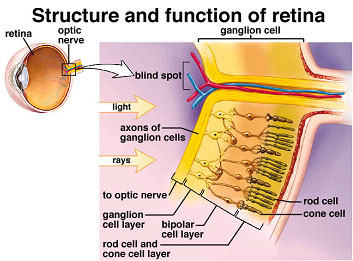 Structure and function of retina
retina
optic
nerve
ganglion cell
blind spot
light
axons of
ganglion cells
rays
to optic nerve
ganglion
cell layer
bipolar
cell layer
rod cell and
cone cell layer
rod cell
cone cell